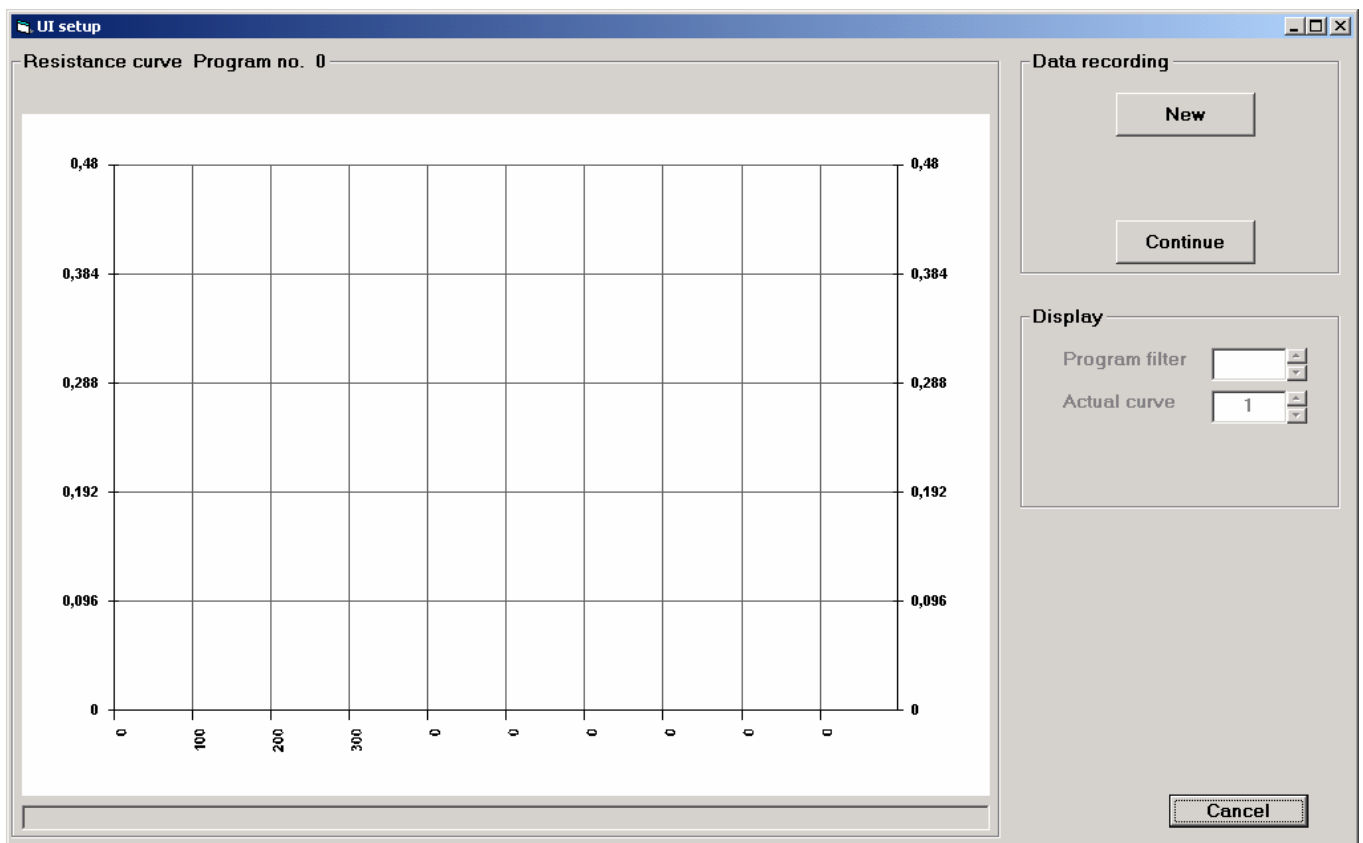 UI setup
Resistance curve Program no. 0
0,48
0,384
0,288
0,192
0,096
0
0,48
0,384
0,288
0,192
0,096
0
0 100 200 300 0 0 0 0 0 0
Data recording
New
Continue
Display
Program filter
Actual curve 1
Cancel